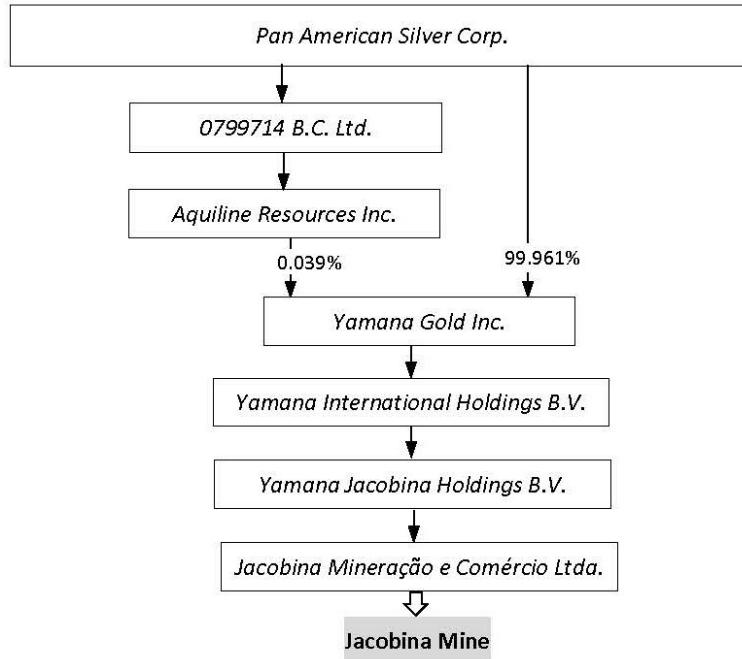 Pan American Silver Corp.
0799714 B.C. Ltd.
Aquiline Resources Inc.
0.039%
99.961%
Yamana Gold Inc.
Yamana International Holdings B.V.
Yamana Jacobina Holdings B.V.
Jacobina Mineração e Comércio Ltda.
Jacobina Mine